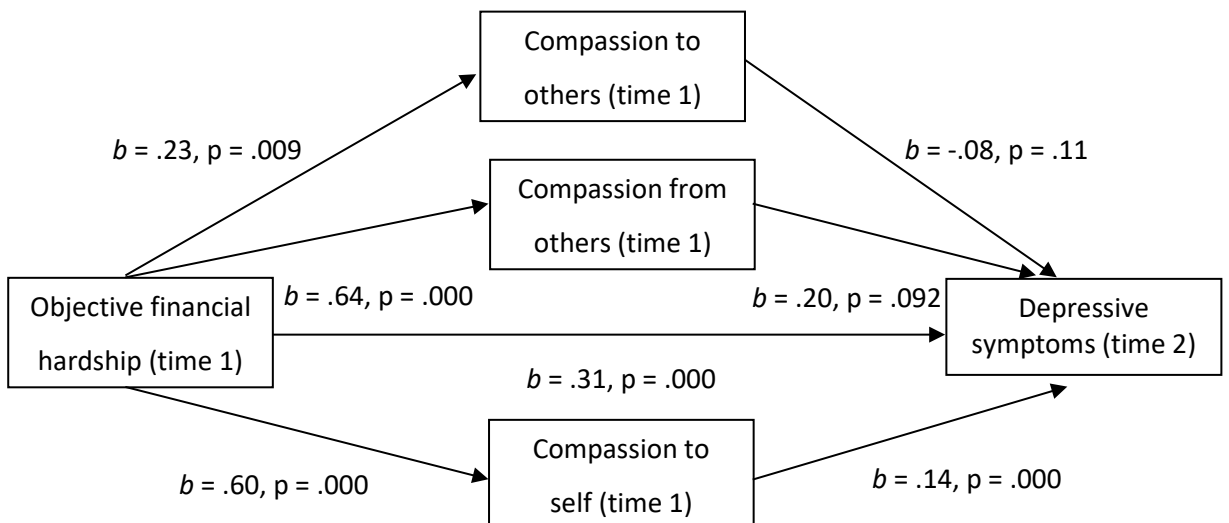 Compassion to
others (time 1)
b = .23, p = .009
b = -.08, p = .11
Compassion from
others (time 1)
Objective financial
hardship (time 1)
b = .64, p = .000
b = .20, p = .092
Depressive
symptoms (time 2)
b = .31, p = .000
Compassion to
self (time 1)
b = .60, p = .000
b = .14, p = .000